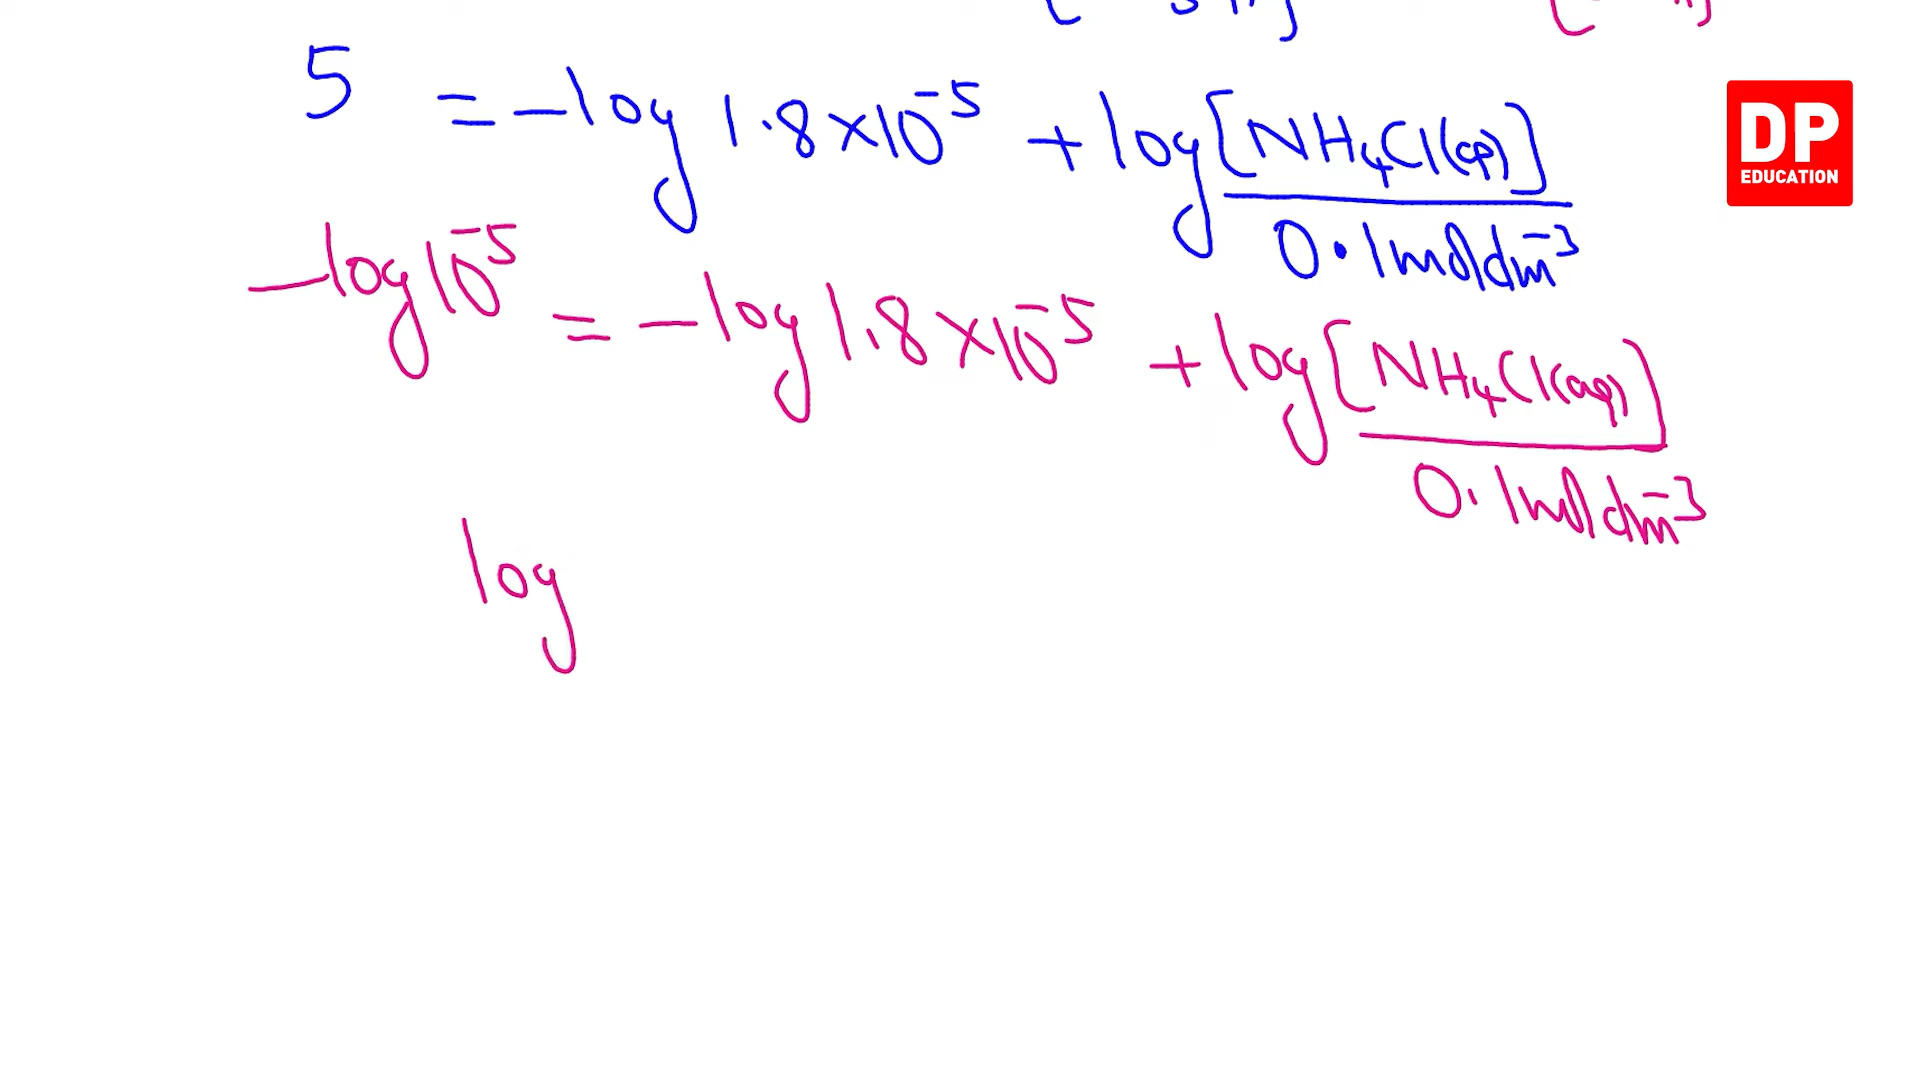 5 = -log 1.8×10⁻⁵ + log [NH₄Cl(aq)] / 0.1 mol dm⁻³
-log 10⁻⁵ = -log 1.8×10⁻⁵ + log [NH₄Cl(aq)] / 0.1 mol dm⁻³
log
DP
EDUCATION